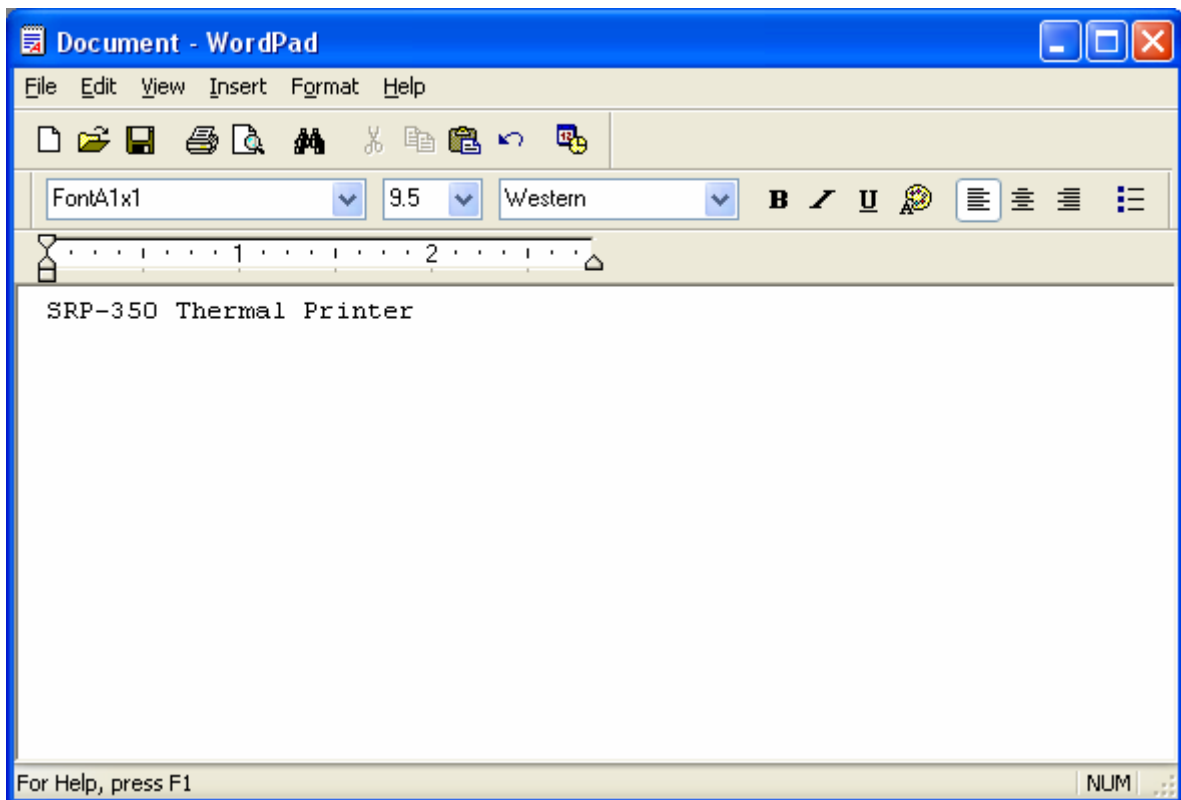 Document - WordPad
File Edit View Insert Format Help
FontA1x1 9.5 Western B U
1 2
SRP-350 Thermal Printer
For Help, press F1 NUM